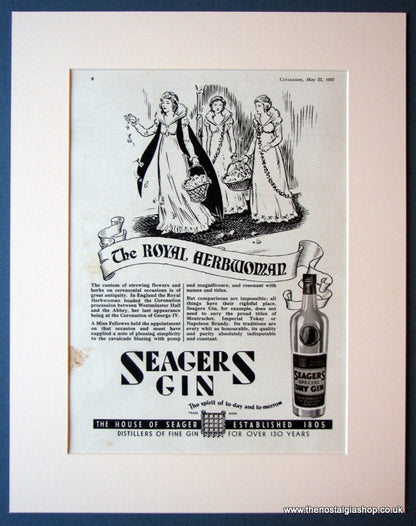 8
CAVALCADE, May 22, 1937
The ROYAL HERBWOMAN
The custom of strewing flowers and
herbs on ceremonial occasions is of
great antiquity. In England the Royal
Herbwoman headed the Coronation
procession between Westminster Hall
and the Abbey, her last appearance
being at the Coronation of George IV.
A Miss Fellowes held the appointment
on that occasion and must have
supplied a note of pleasing simplicity
to the cavalcade blazing with pomp
and magnificence, and resonant with
names and titles.
But comparisons are impossible; all
things have their rightful place.
Seagers Gin, for example, does not
need to envy the proud titles of
Montrachet, Imperial Tokay or
Napoleon Brandy. Its traditions are
every whit as honourable, its quality
and purity absolutely indisputable
and constant.
SEAGERS
GIN
The spirit of to-day and to-morrow
TRADE MARK
THE HOUSE OF SEAGER ESTABLISHED 1805
DISTILLERS OF FINE GIN FOR OVER 130 YEARS
SEAGERS
SPECIAL
DRY GIN
www.thenostalgiashop.co.uk